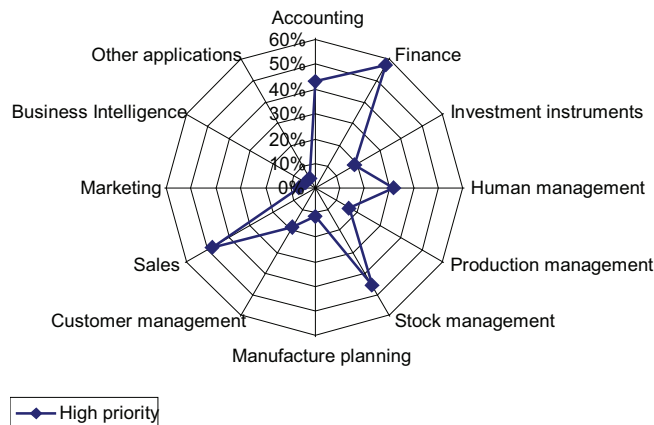 Accounting
60%
Other applications
50%
Finance
40%
Business Intelligence
30%
Investment instruments
20%
10%
Marketing
0%
Human management
Sales
Production management
Customer management
Stock management
Manufacture planning
High priority